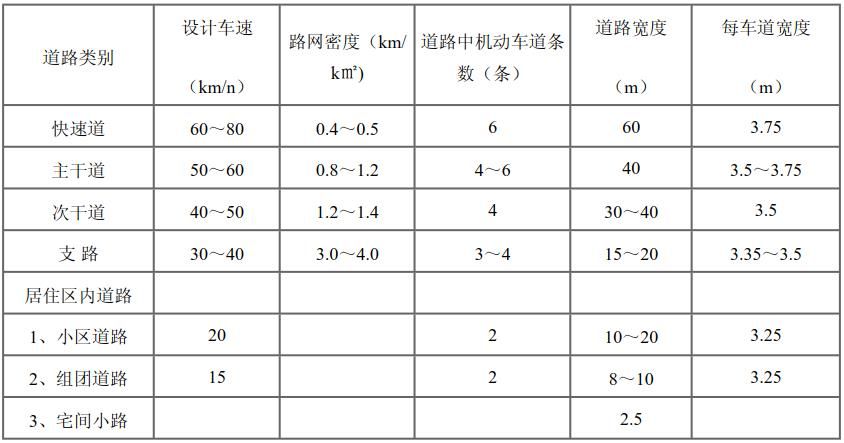 道路类别 设计车速 (km/n) 路网密度（km/ k㎡) 道路中机动车道条 数（条） 道路宽度 (m) 每车道宽度 (m)
快速道 60～80 0.4～0.5 6 60 3.75
主干道 50～60 0.8～1.2 4～6 40 3.5～3.75
次干道 40～50 1.2～1.4 4 30～40 3.5
支 路 30～40 3.0～4.0 3～4 15～20 3.35～3.5
居住区内道路
1、小区道路 20 2 10～20 3.25
2、组团道路 15 2 8～10 3.25
3、宅间小路 2.5